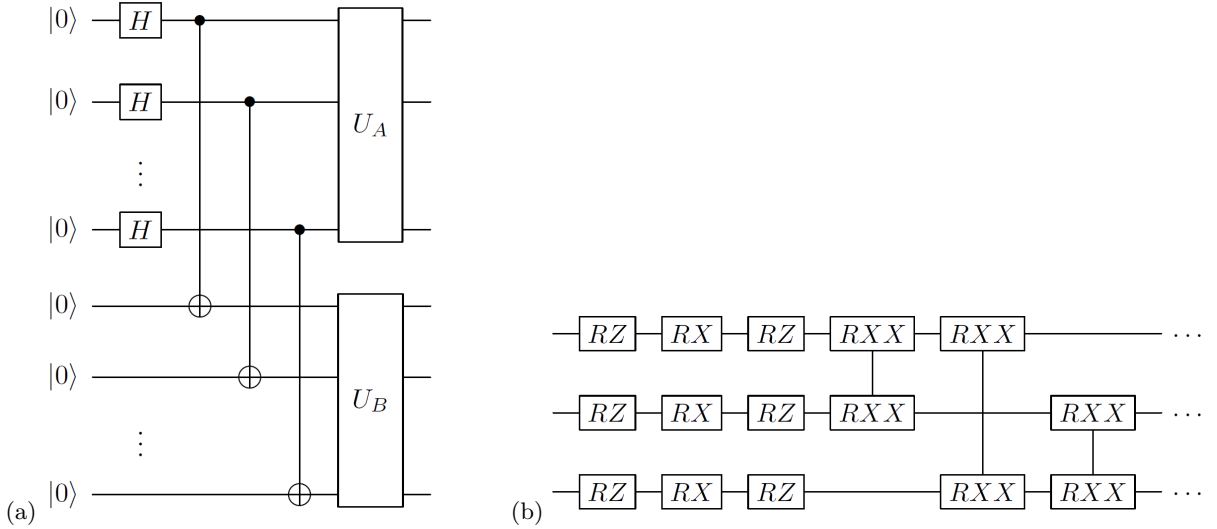 |0⟩ H
|0⟩ H
U_A
⋮
|0⟩ H
|0⟩
|0⟩
U_B
⋮
|0⟩
(a)
RZ RX RZ RXX RXX ⋯
RZ RX RZ RXX RXX ⋯
RZ RX RZ RXX RXX ⋯
(b)